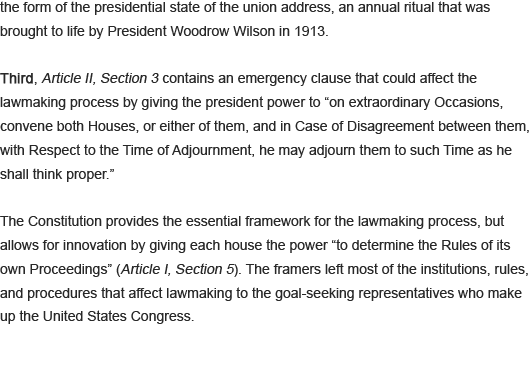 the form of the presidential state of the union address, an annual ritual that was
brought to life by President Woodrow Wilson in 1913.
Third, Article II, Section 3 contains an emergency clause that could affect the
lawmaking process by giving the president power to “on extraordinary Occasions,
convene both Houses, or either of them, and in Case of Disagreement between them,
with Respect to the Time of Adjournment, he may adjourn them to such Time as he
shall think proper.”
The Constitution provides the essential framework for the lawmaking process, but
allows for innovation by giving each house the power “to determine the Rules of its
own Proceedings” (Article I, Section 5). The framers left most of the institutions, rules,
and procedures that affect lawmaking to the goal-seeking representatives who make
up the United States Congress.